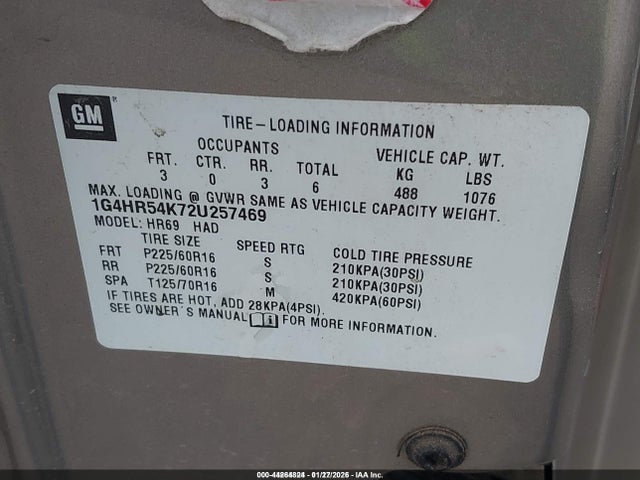 GM
TIRE-LOADING INFORMATION
OCCUPANTS VEHICLE CAP. WT.
FRT. CTR. RR. TOTAL KG LBS
3 0 3 6 488 1076
MAX. LOADING @ GVWR SAME AS VEHICLE CAPACITY WEIGHT.
1G4HR54K72U257469
MODEL: HR69 HAD
TIRE SIZE SPEED RTG COLD TIRE PRESSURE
FRT P225/60R16 S 210KPA(30PSI)
RR P225/60R16 S 210KPA(30PSI)
SPA T125/70R16 M 420KPA(60PSI)
IF TIRES ARE HOT, ADD 28KPA(4PSI).
SEE OWNER'S MANUAL FOR MORE INFORMATION.
01/27/2026 - IAA Inc.